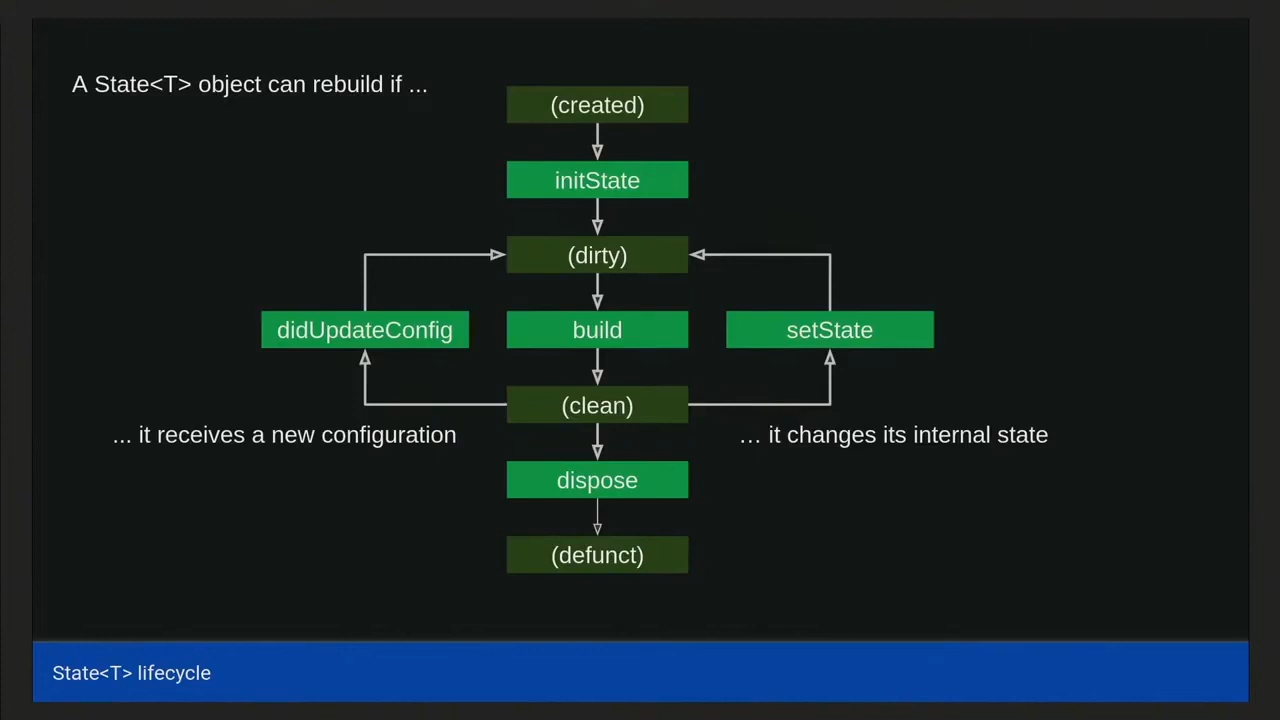 A State<T> object can rebuild if ...
(created)
initState
(dirty)
didUpdateConfig
build
setState
(clean)
... it receives a new configuration
… it changes its internal state
dispose
(defunct)
State<T> lifecycle